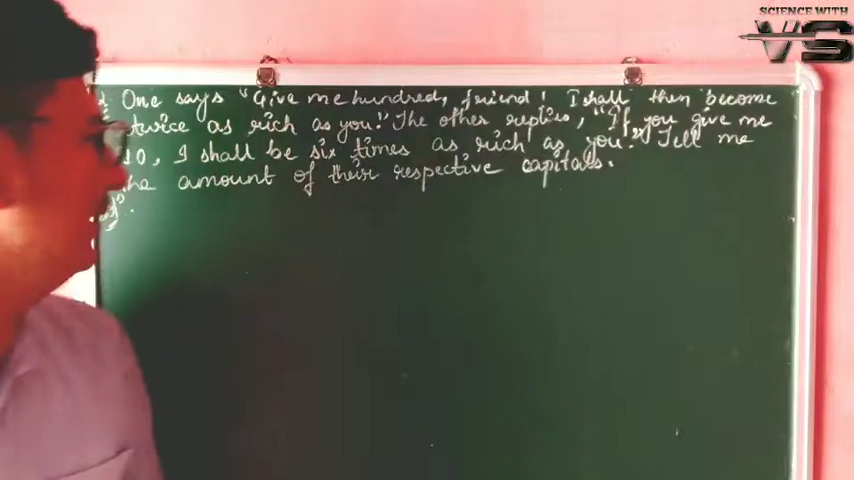 SCIENCE WITH
VS
One says "Give me hundred, friend! I shall then become
twice as rich as you." The other replies, "If you give me
10, I shall be six times as rich as you." Tell me
the amount of their respective capitals.